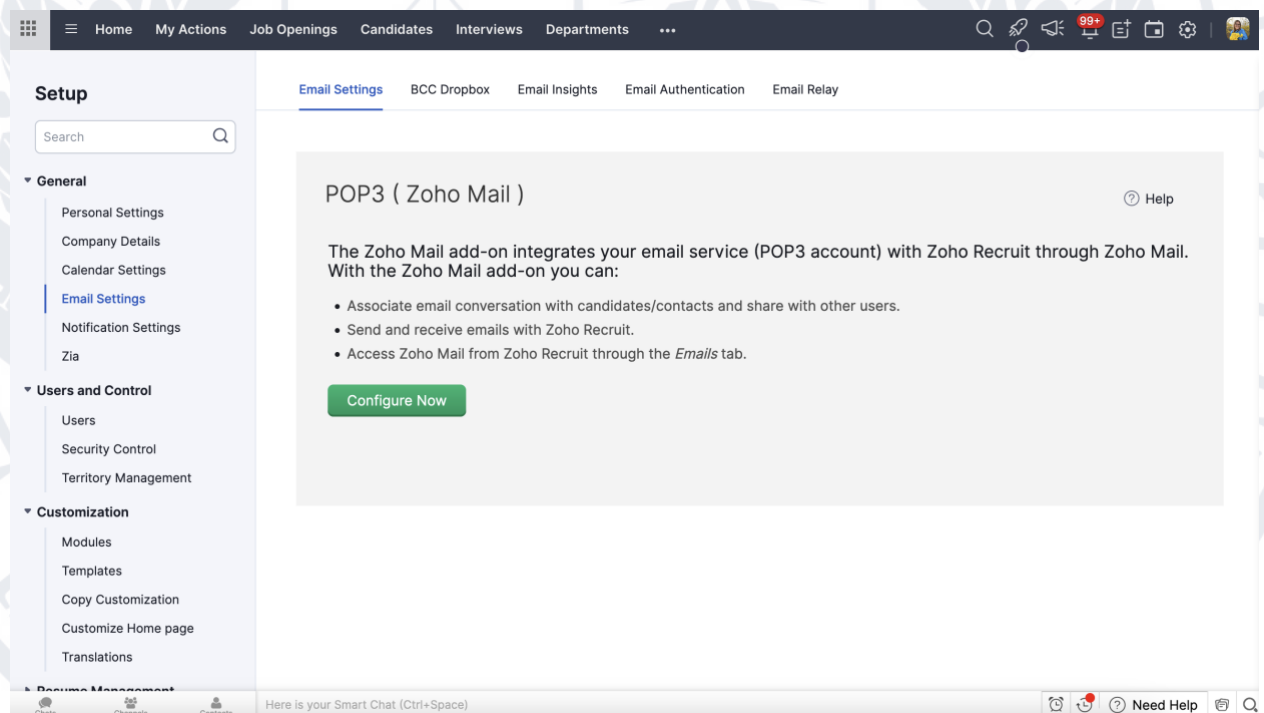 Home My Actions Job Openings Candidates Interviews Departments ...
99+
Setup
Search
General
Personal Settings
Company Details
Calendar Settings
Email Settings
Notification Settings
Zia
Users and Control
Users
Security Control
Territory Management
Customization
Modules
Templates
Copy Customization
Customize Home page
Translations
Resume Management
Email Settings BCC Dropbox Email Insights Email Authentication Email Relay
POP3 ( Zoho Mail )
Help
The Zoho Mail add-on integrates your email service (POP3 account) with Zoho Recruit through Zoho Mail.
With the Zoho Mail add-on you can:
• Associate email conversation with candidates/contacts and share with other users.
• Send and receive emails with Zoho Recruit.
• Access Zoho Mail from Zoho Recruit through the Emails tab.
Configure Now
Chats Channels Contacts
Here is your Smart Chat (Ctrl+Space)
Need Help